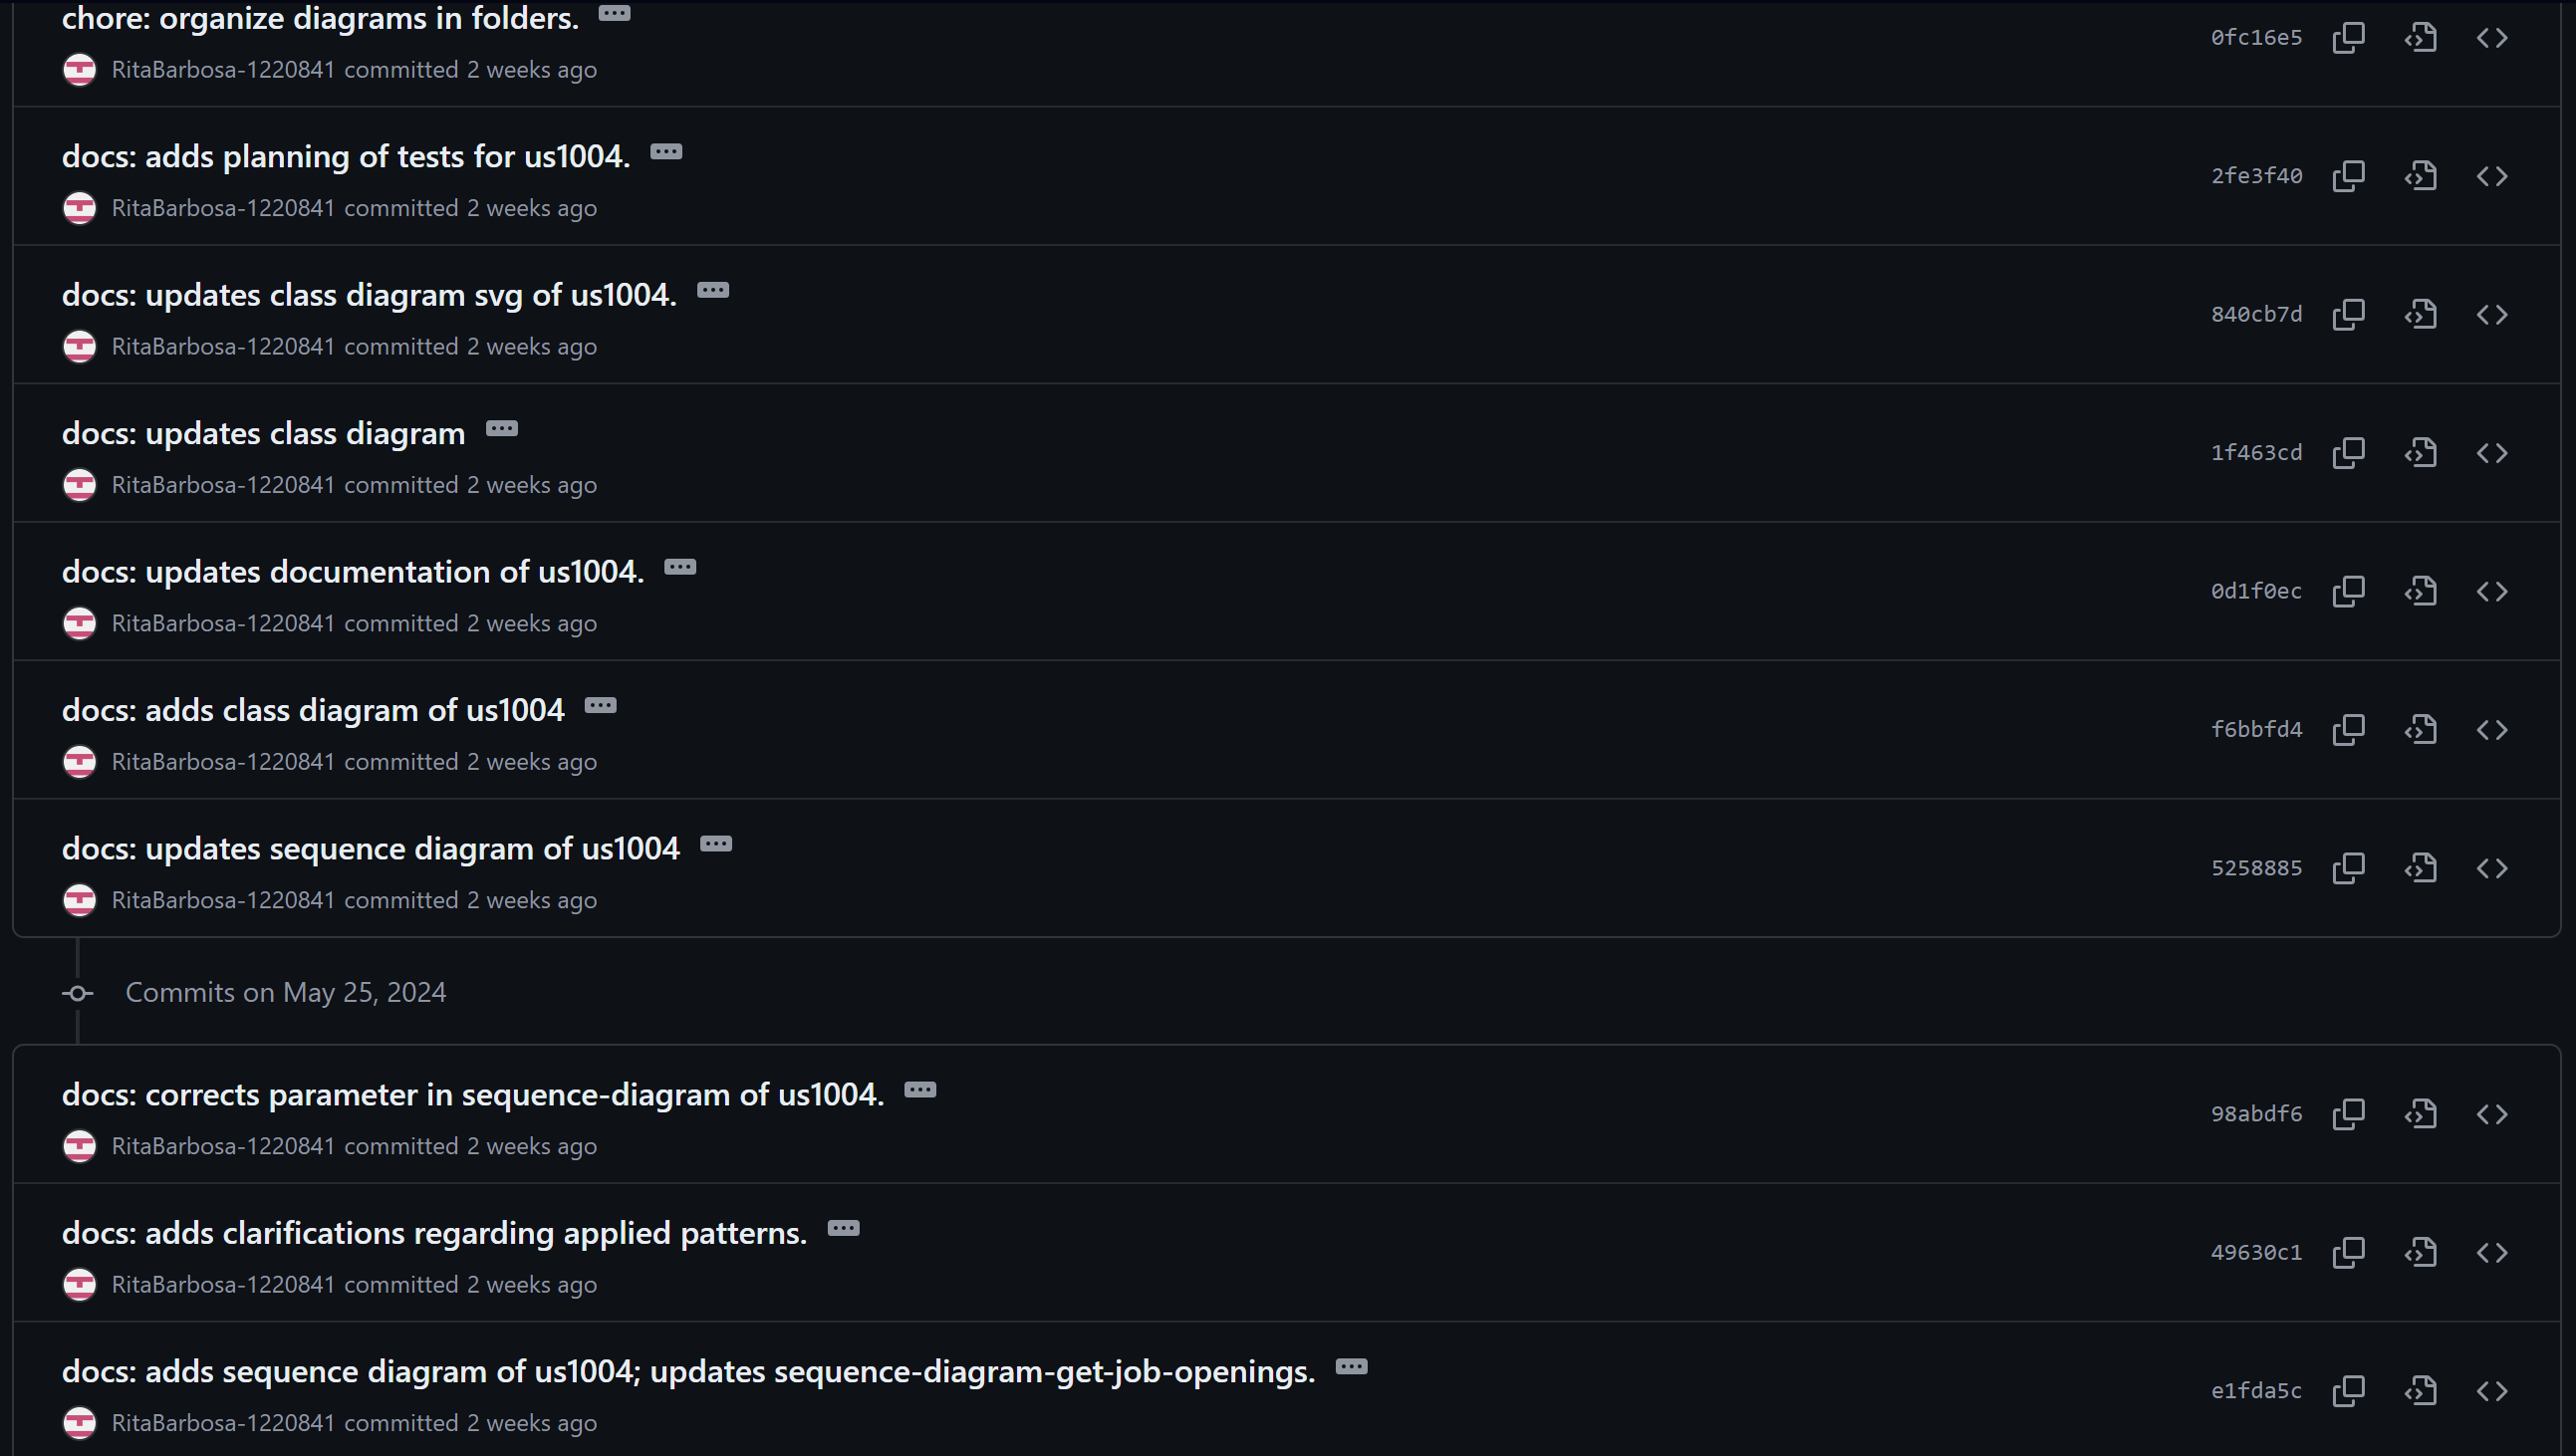 chore: organize diagrams in folders.
0fc16e5
RitaBarbosa-1220841 committed 2 weeks ago
docs: adds planning of tests for us1004.
2fe3f40
RitaBarbosa-1220841 committed 2 weeks ago
docs: updates class diagram svg of us1004.
840cb7d
RitaBarbosa-1220841 committed 2 weeks ago
docs: updates class diagram
1f463cd
RitaBarbosa-1220841 committed 2 weeks ago
docs: updates documentation of us1004.
0d1f0ec
RitaBarbosa-1220841 committed 2 weeks ago
docs: adds class diagram of us1004
f6bbfd4
RitaBarbosa-1220841 committed 2 weeks ago
docs: updates sequence diagram of us1004
5258885
RitaBarbosa-1220841 committed 2 weeks ago
Commits on May 25, 2024
docs: corrects parameter in sequence-diagram of us1004.
98abdf6
RitaBarbosa-1220841 committed 2 weeks ago
docs: adds clarifications regarding applied patterns.
49630c1
RitaBarbosa-1220841 committed 2 weeks ago
docs: adds sequence diagram of us1004; updates sequence-diagram-get-job-openings.
e1fda5c
RitaBarbosa-1220841 committed 2 weeks ago